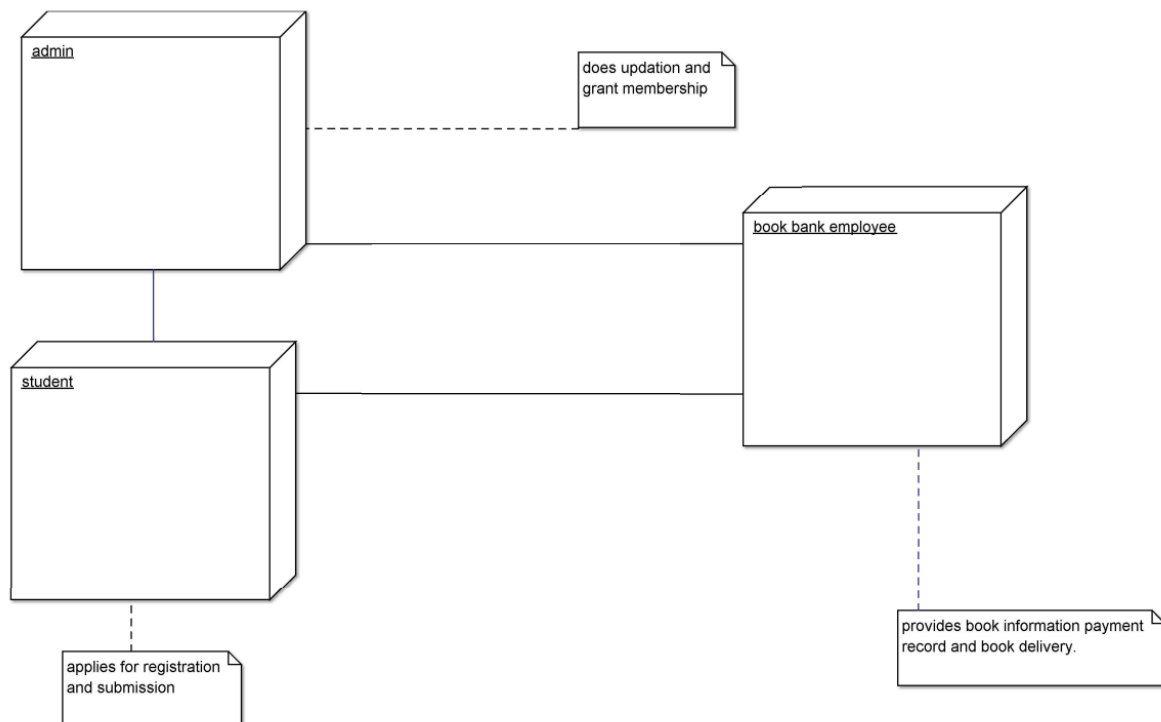 admin
does updation and
grant membership
book bank employee
student
applies for registration
and submission
provides book information payment
record and book delivery.